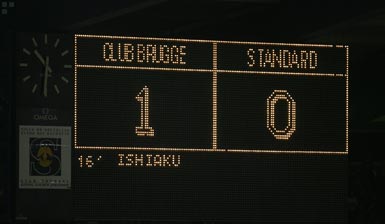 CLUB BRUGGE STANDARD
1 0
16' ISHIAKU
OMEGA